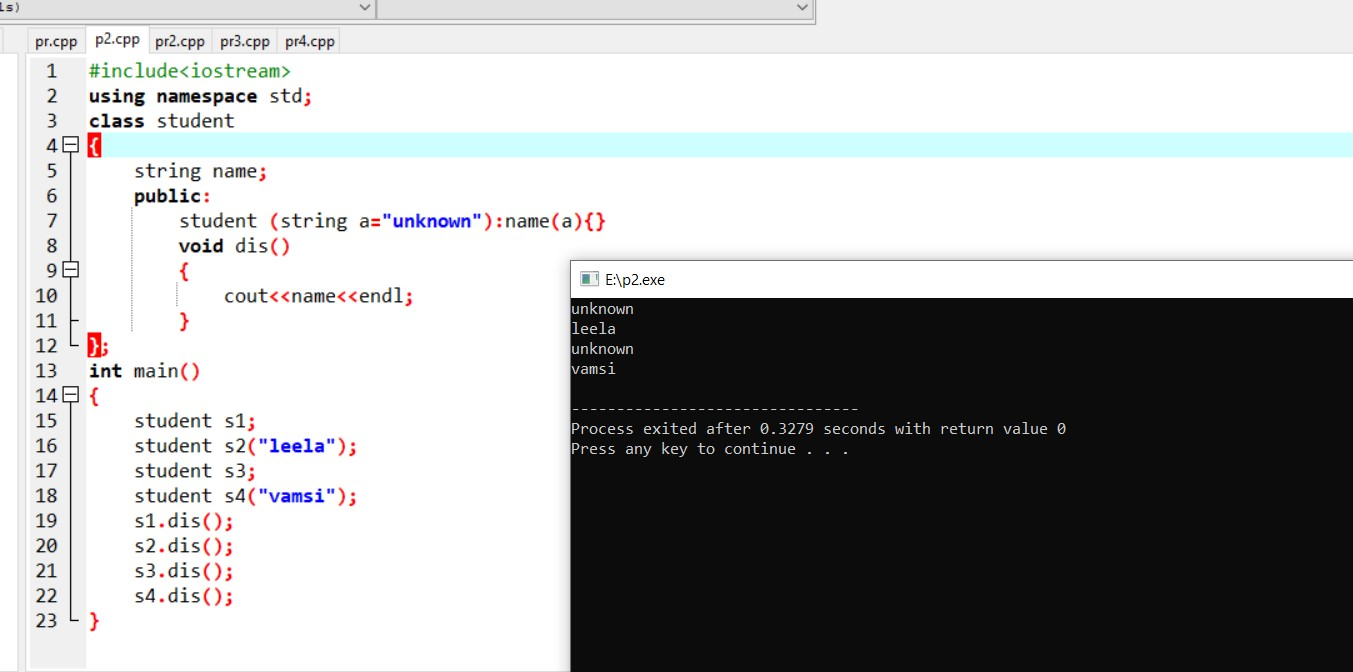 ls)
pr.cpp p2.cpp pr2.cpp pr3.cpp pr4.cpp
1 #include<iostream>
2 using namespace std;
3 class student
4 {
5 string name;
6 public:
7 student (string a="unknown"):name(a){}
8 void dis()
9 {
10 cout<<name<<endl;
11 }
12 };
13 int main()
14 {
15 student s1;
16 student s2("leela");
17 student s3;
18 student s4("vamsi");
19 s1.dis();
20 s2.dis();
21 s3.dis();
22 s4.dis();
23 }
E:\p2.exe
unknown
leela
unknown
vamsi
--------------------------------
Process exited after 0.3279 seconds with return value 0
Press any key to continue . . .